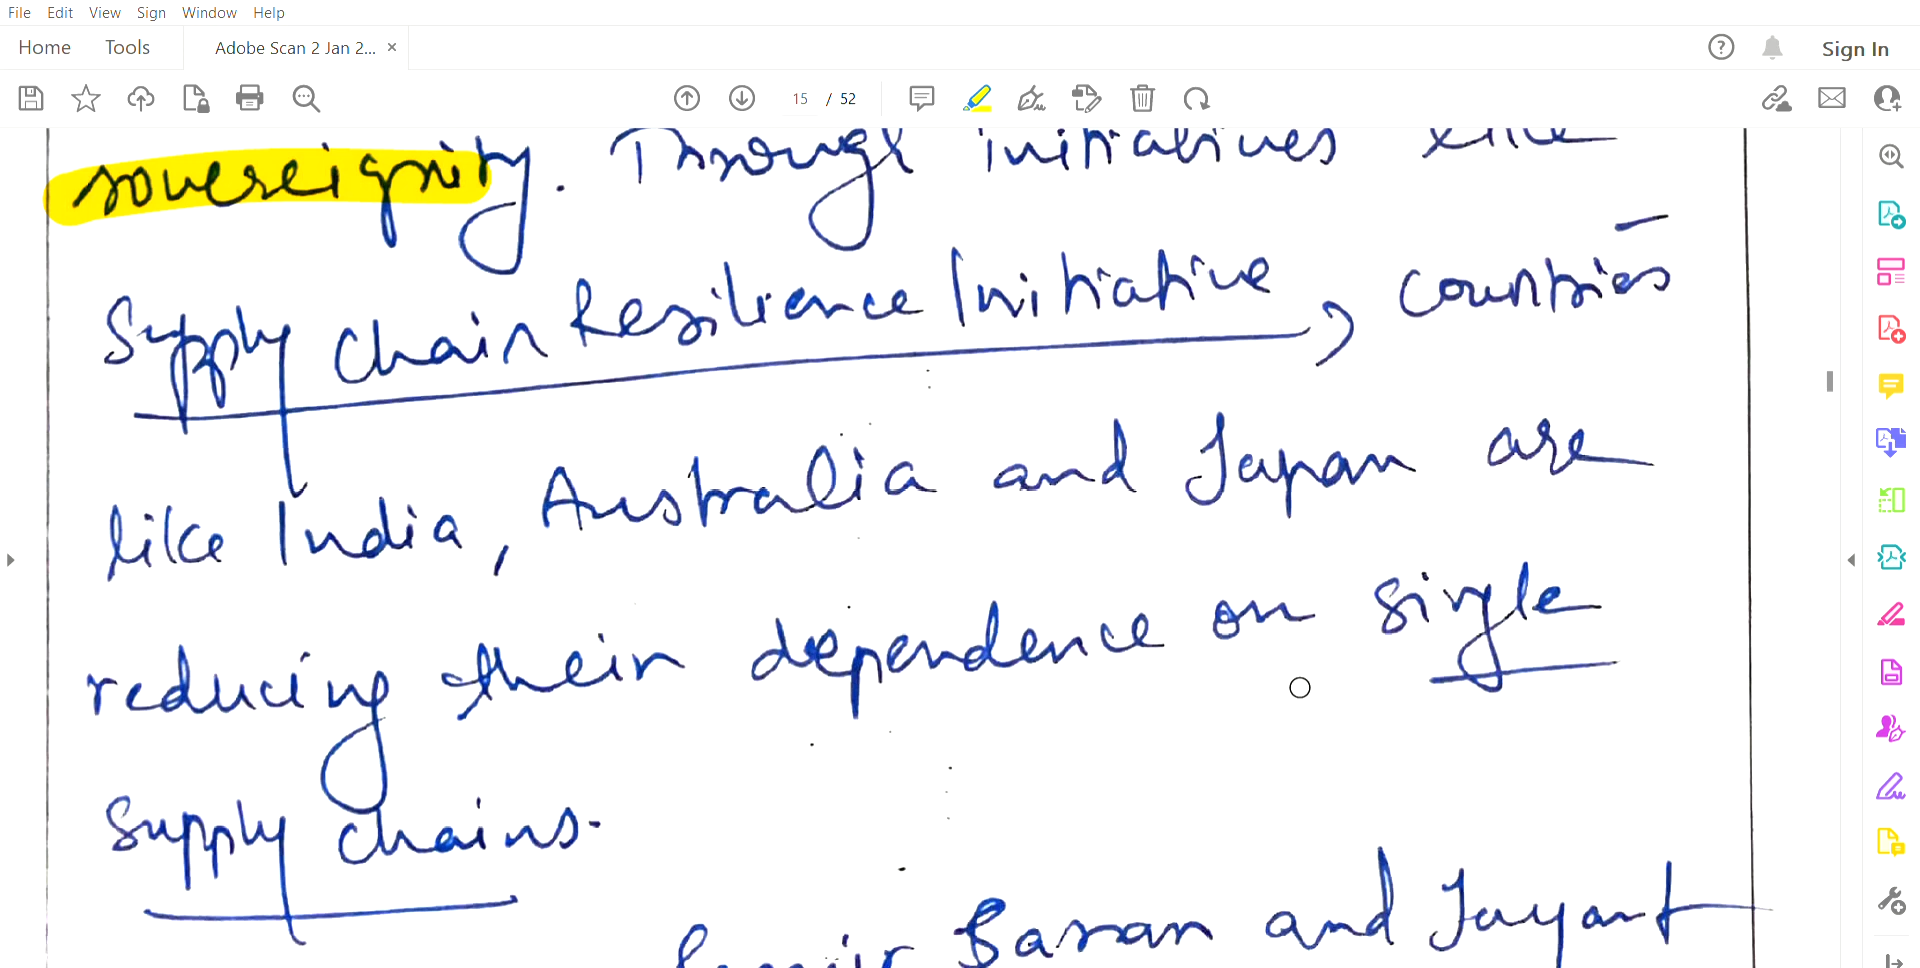 File Edit View Sign Window Help
Home Tools Adobe Scan 2 Jan 2... × Sign In
15 / 52
sovereignity. Through initiatives like
Supply Chain Resilience Initiative, countries
like India, Australia and Japan are
reducing their dependence on single
supply chains.
Samir Saran and Jayant